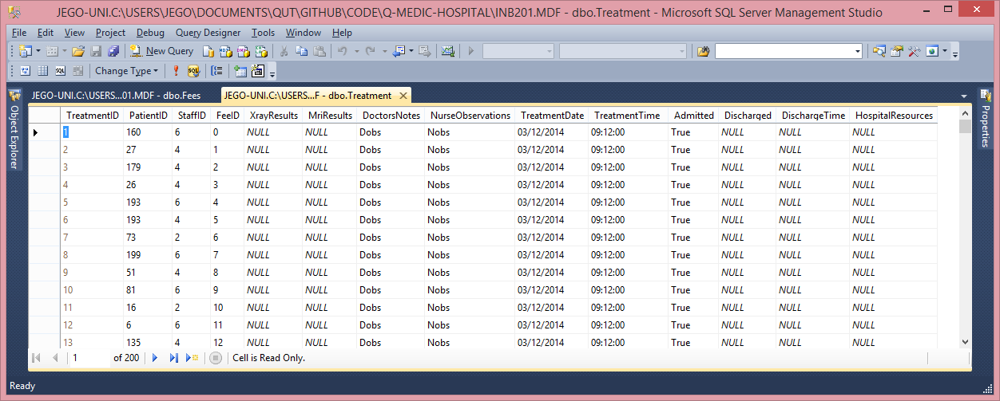 JEGO-UNI.C:\USERS\JEGO\DOCUMENTS\QUT\GITHUB\CODE\Q-MEDIC-HOSPITAL\INB201.MDF - dbo.Treatment - Microsoft SQL Server Management Studio
File Edit View Project Debug Query Designer Tools Window Help
New Query
Change Type
JEGO-UNI.C:\USERS...01.MDF - dbo.Fees JEGO-UNI.C:\USERS...F - dbo.Treatment
Object Explorer
Properties
TreatmentID PatientID StaffID FeeID XrayResults MriResults DoctorsNotes NurseObservations TreatmentDate TreatmentTime Admitted Discharged DischargeTime HospitalResources
1 160 6 0 NULL NULL Dobs Nobs 03/12/2014 09:12:00 True NULL NULL NULL
2 27 4 1 NULL NULL Dobs Nobs 03/12/2014 09:12:00 True NULL NULL NULL
3 179 4 2 NULL NULL Dobs Nobs 03/12/2014 09:12:00 True NULL NULL NULL
4 26 4 3 NULL NULL Dobs Nobs 03/12/2014 09:12:00 True NULL NULL NULL
5 193 6 4 NULL NULL Dobs Nobs 03/12/2014 09:12:00 True NULL NULL NULL
6 193 4 5 NULL NULL Dobs Nobs 03/12/2014 09:12:00 True NULL NULL NULL
7 73 2 6 NULL NULL Dobs Nobs 03/12/2014 09:12:00 True NULL NULL NULL
8 199 6 7 NULL NULL Dobs Nobs 03/12/2014 09:12:00 True NULL NULL NULL
9 51 4 8 NULL NULL Dobs Nobs 03/12/2014 09:12:00 True NULL NULL NULL
10 81 6 9 NULL NULL Dobs Nobs 03/12/2014 09:12:00 True NULL NULL NULL
11 16 2 10 NULL NULL Dobs Nobs 03/12/2014 09:12:00 True NULL NULL NULL
12 6 6 11 NULL NULL Dobs Nobs 03/12/2014 09:12:00 True NULL NULL NULL
13 135 4 12 NULL NULL Dobs Nobs 03/12/2014 09:12:00 True NULL NULL NULL
1 of 200 Cell is Read Only.
Ready